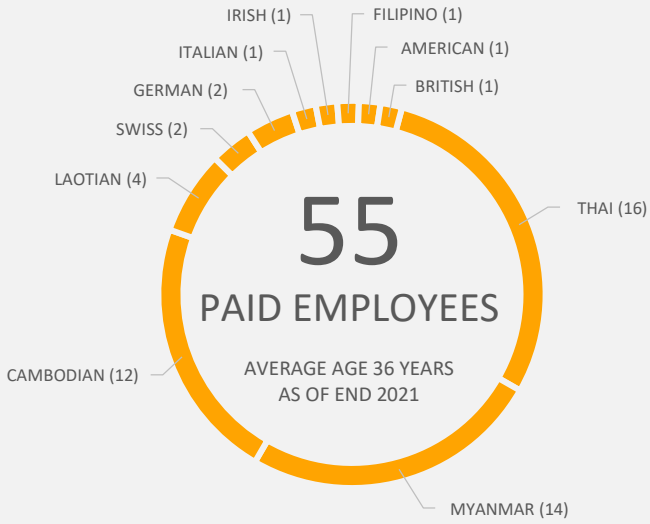 IRISH (1)
FILIPINO (1)
ITALIAN (1)
AMERICAN (1)
GERMAN (2)
BRITISH (1)
SWISS (2)
LAOTIAN (4)
THAI (16)
55
PAID EMPLOYEES
AVERAGE AGE 36 YEARS
AS OF END 2021
CAMBODIAN (12)
MYANMAR (14)